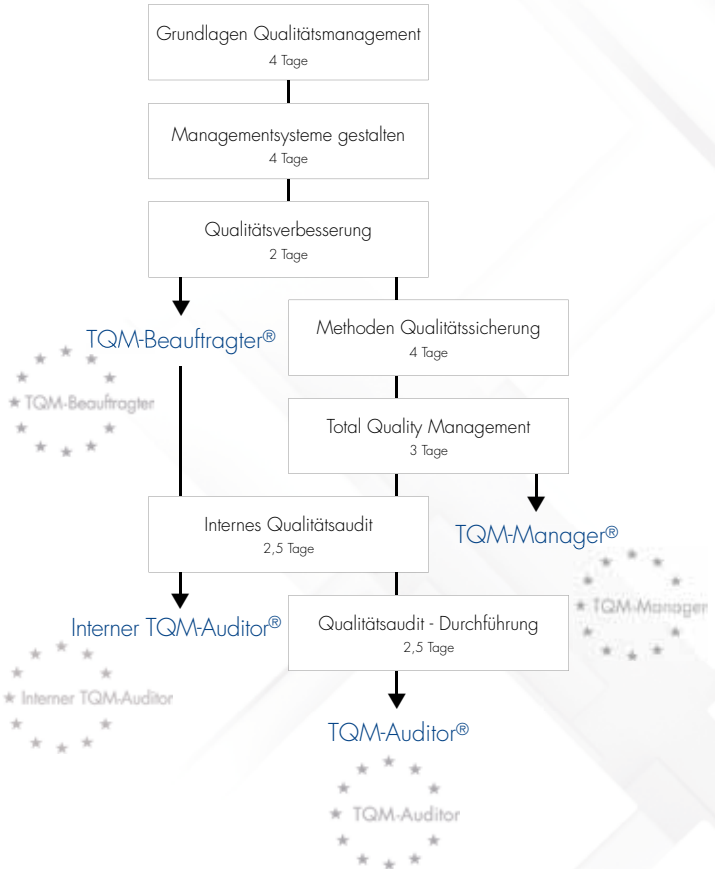 Grundlagen Qualitätsmanagement
4 Tage
Managementsysteme gestalten
4 Tage
Qualitätsverbesserung
2 Tage
TQM-Beauftragter®
TQM-Beauftragter
Methoden Qualitätssicherung
4 Tage
Total Quality Management
3 Tage
Internes Qualitätsaudit
2,5 Tage
TQM-Manager®
TQM-Manager
Interner TQM-Auditor®
Interner TQM-Auditor
Qualitätsaudit - Durchführung
2,5 Tage
TQM-Auditor®
TQM-Auditor